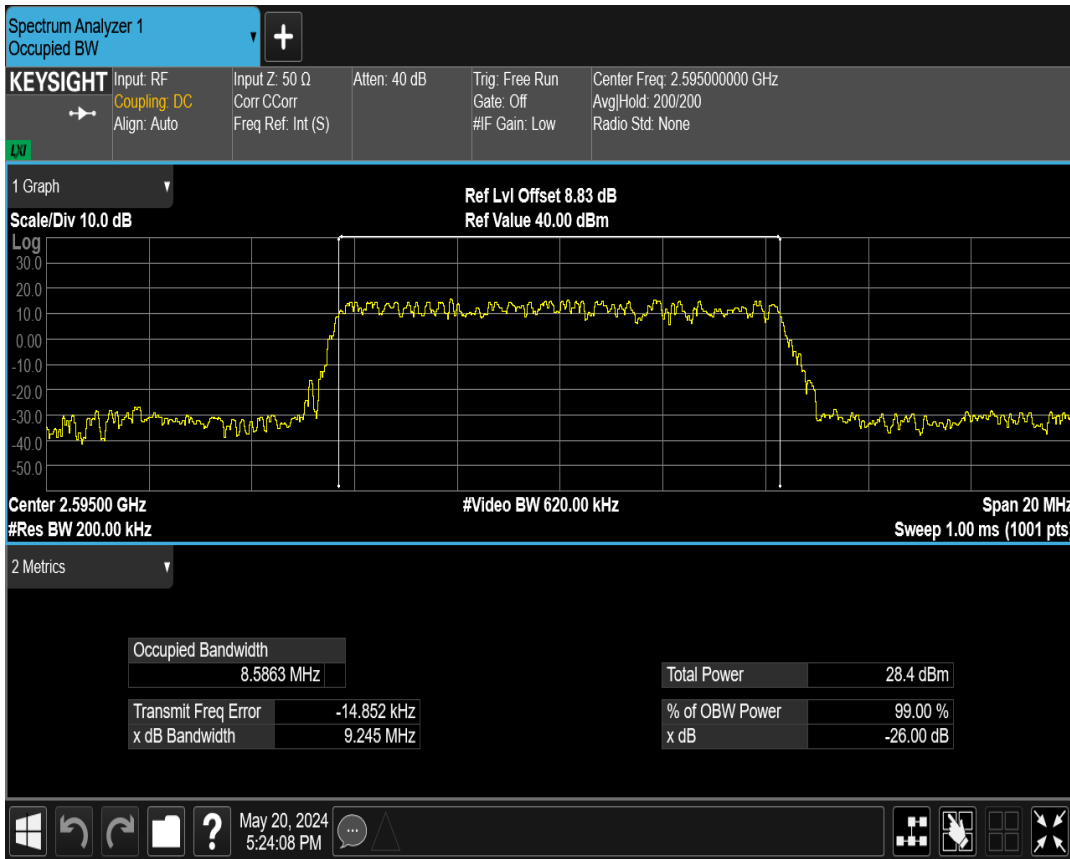 Spectrum Analyzer 1
Occupied BW
KEYSIGHT
LXI
Input: RF
Coupling: DC
Align: Auto
Input Z: 50 Ω
Corr CCorr
Freq Ref: Int (S)
Atten: 40 dB
Trig: Free Run
Gate: Off
#IF Gain: Low
Center Freq: 2.595000000 GHz
Avg|Hold: 200/200
Radio Std: None
1 Graph
Scale/Div 10.0 dB
Ref Lvl Offset 8.83 dB
Ref Value 40.00 dBm
Log
30.0
20.0
10.0
0.00
-10.0
-20.0
-30.0
-40.0
-50.0
Center 2.59500 GHz
#Res BW 200.00 kHz
#Video BW 620.00 kHz
Span 20 MHz
Sweep 1.00 ms (1001 pts)
2 Metrics
Occupied Bandwidth
8.5863 MHz
Transmit Freq Error -14.852 kHz
x dB Bandwidth 9.245 MHz
Total Power 28.4 dBm
% of OBW Power 99.00 %
x dB -26.00 dB
May 20, 2024
5:24:08 PM